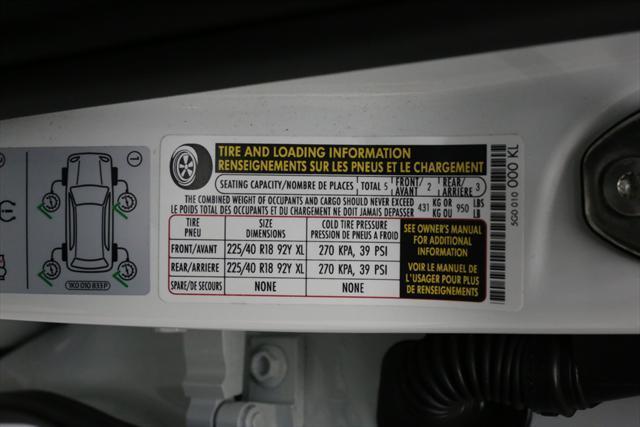 TIRE AND LOADING INFORMATION
RENSEIGNEMENTS SUR LES PNEUS ET LE CHARGEMENT
SEATING CAPACITY/NOMBRE DE PLACES TOTAL 5 FRONT/AVANT 2 REAR/ARRIERE 3
THE COMBINED WEIGHT OF OCCUPANTS AND CARGO SHOULD NEVER EXCEED 431 KG OR 950 LBS
LE POIDS TOTAL DES OCCUPANTS ET DU CHARGEMENT NE DOIT JAMAIS DEPASSER KG OU LB
TIRE PNEU SIZE DIMENSIONS COLD TIRE PRESSURE PRESSION DE PNEUS A FROID
FRONT/AVANT 225/40 R18 92Y XL 270 KPA, 39 PSI
REAR/ARRIERE 225/40 R18 92Y XL 270 KPA, 39 PSI
SPARE/DE SECOURS NONE NONE
SEE OWNER'S MANUAL
FOR ADDITIONAL
INFORMATION
VOIR LE MANUEL DE
L'USAGER POUR PLUS
DE RENSEIGNEMENTS
5G0 010 000 KL
1
1K0 010 833 P